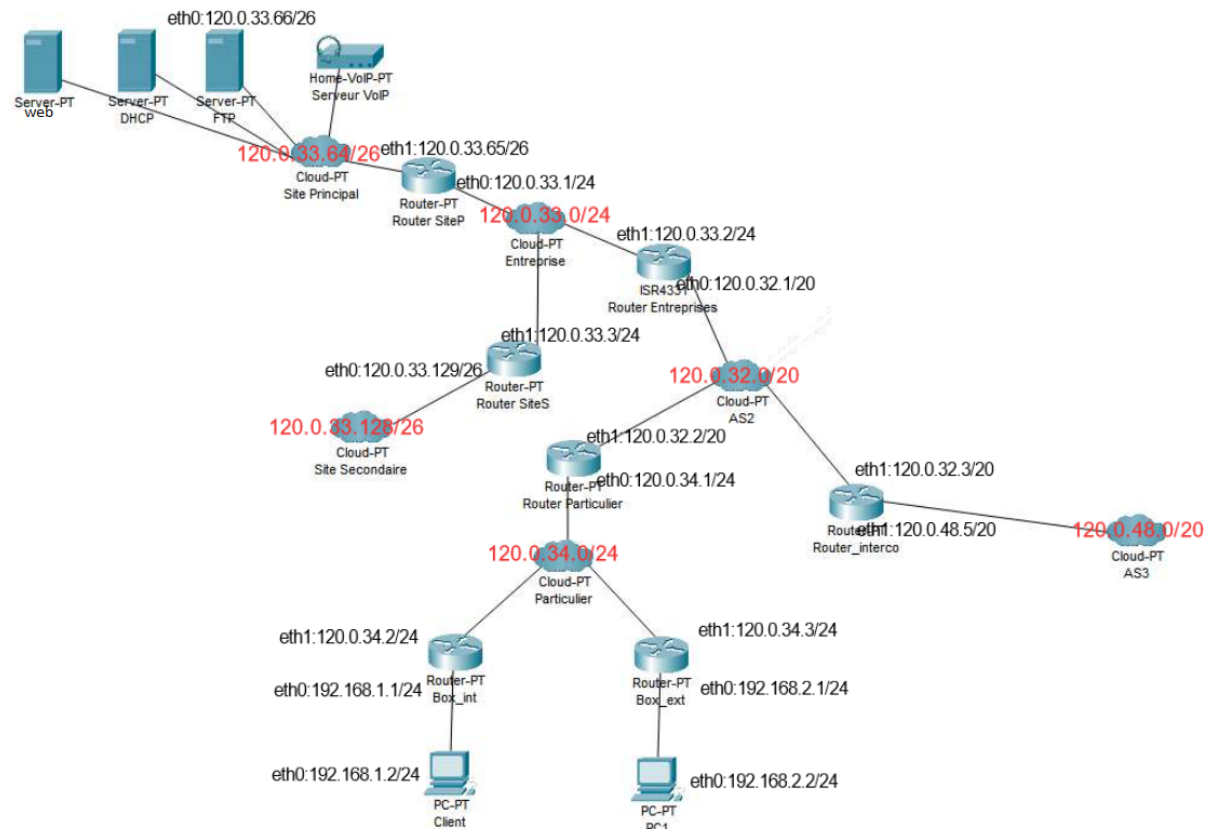 eth0:120.0.33.66/26
Server-PT
web
Server-PT
DHCP
Server-PT
FTP
Home-VoIP-PT
Serveur VoIP
120.0.33.64/26
Cloud-PT
Site Principal
eth1:120.0.33.65/26
eth0:120.0.33.1/24
Router-PT
Router SiteP
120.0.33.0/24
Cloud-PT
Entreprise
eth1:120.0.33.2/24
eth0:120.0.32.1/20
ISR4331
Router Entreprises
eth1:120.0.33.3/24
eth0:120.0.33.129/26
Router-PT
Router SiteS
120.0.33.128/26
Cloud-PT
Site Secondaire
120.0.32.0/20
Cloud-PT
AS2
eth1:120.0.32.2/20
eth0:120.0.34.1/24
Router-PT
Router Particulier
eth1:120.0.32.3/20
eth1:120.0.48.5/20
Router_interco
120.0.48.0/20
Cloud-PT
AS3
120.0.34.0/24
Cloud-PT
Particulier
eth1:120.0.34.2/24
eth0:192.168.1.1/24
Router-PT
Box_int
eth1:120.0.34.3/24
eth0:192.168.2.1/24
Router-PT
Box_ext
eth0:192.168.1.2/24
PC-PT
Client
eth0:192.168.2.2/24
PC-PT
PC1